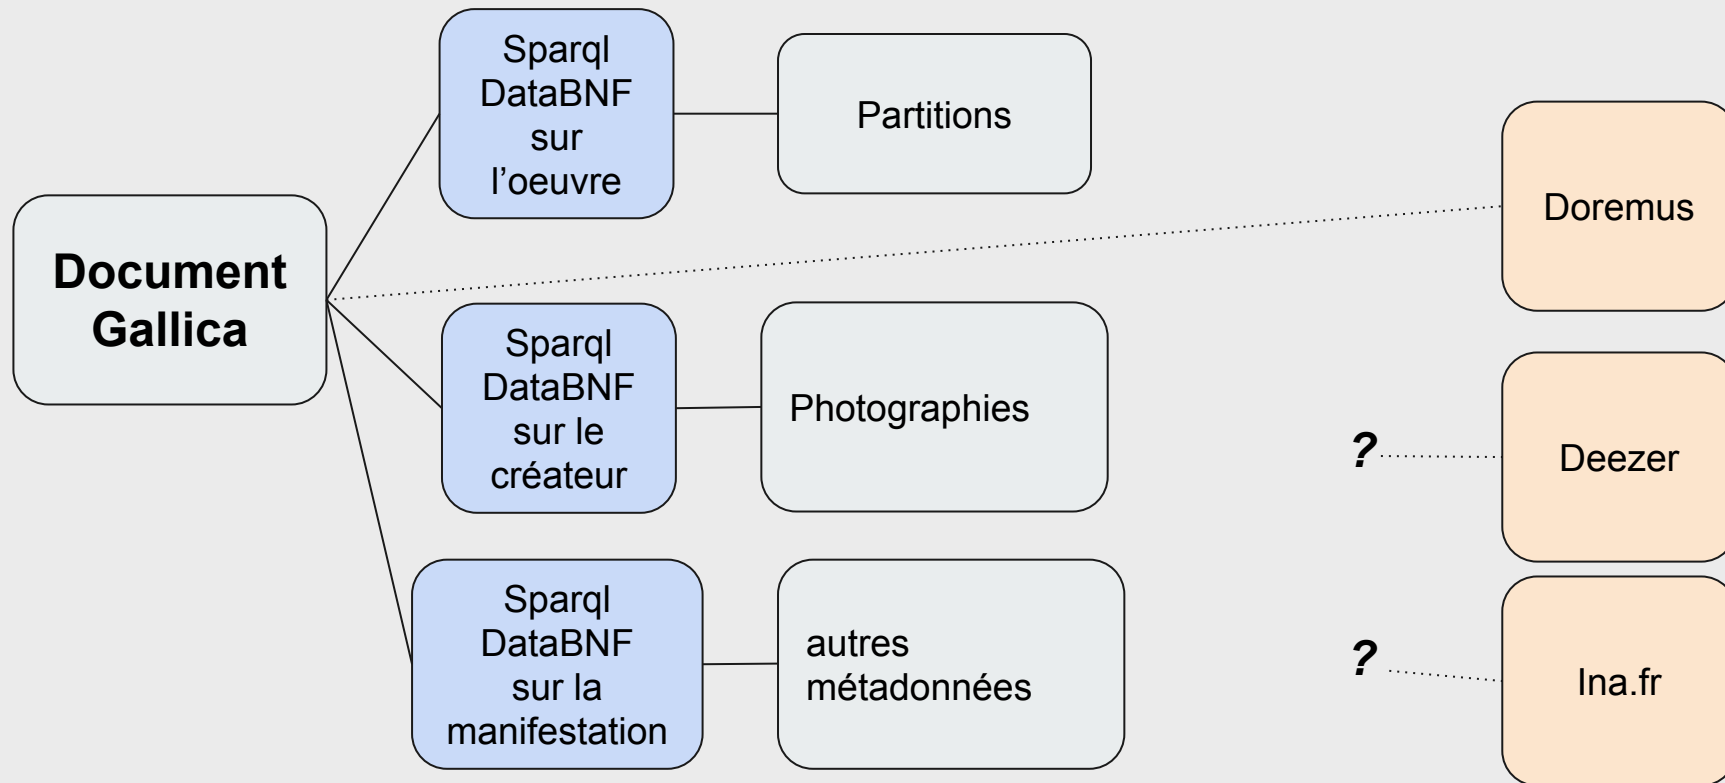 Document
Gallica
Sparql
DataBNF
sur
l'oeuvre
Partitions
Sparql
DataBNF
sur le
créateur
Photographies
Sparql
DataBNF
sur la
manifestation
autres
métadonnées
Doremus
?
Deezer
?
Ina.fr